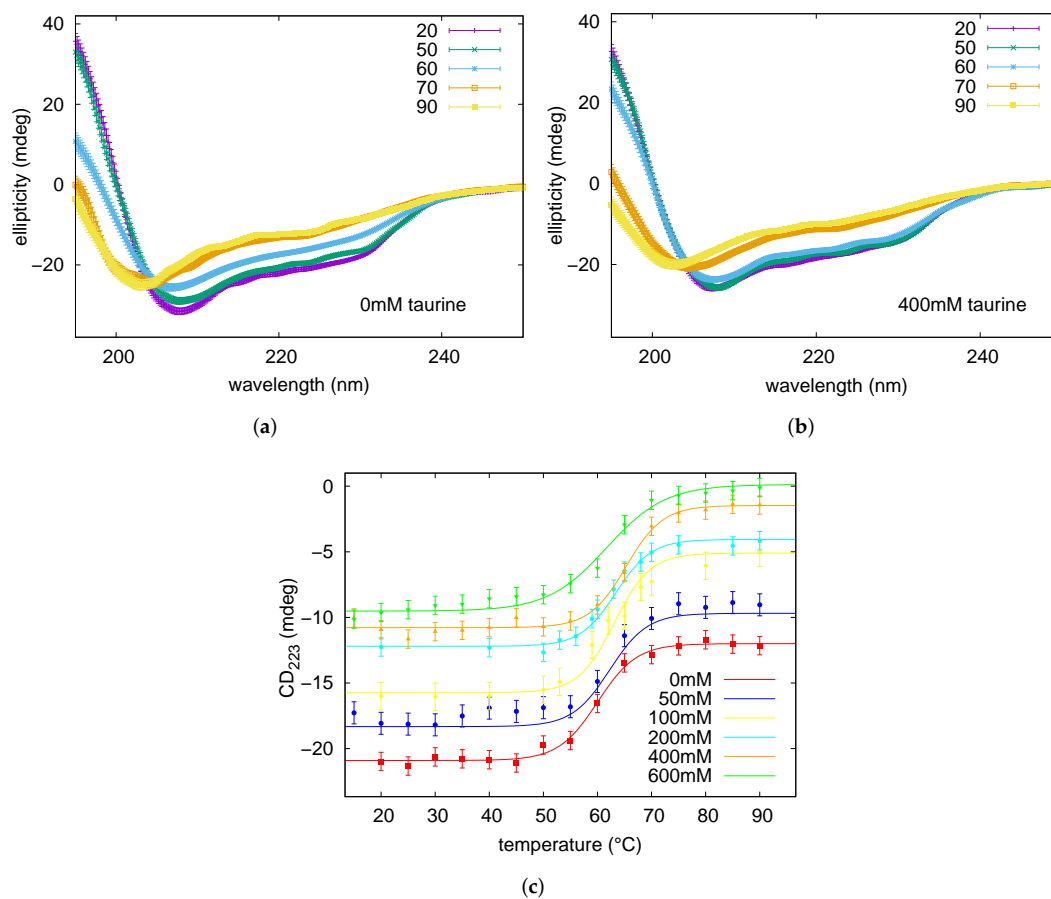 40
20
0
−20
ellipticity (mdeg)
20
50
60
70
90
0mM taurine
200
220
240
wavelength (nm)
(a)
40
20
0
−20
ellipticity (mdeg)
20
50
60
70
90
400mM taurine
200
220
240
wavelength (nm)
(b)
0
−5
−10
−15
−20
CD223 (mdeg)
0mM
50mM
100mM
200mM
400mM
600mM
20 30 40 50 60 70 80 90
temperature (°C)
(c)